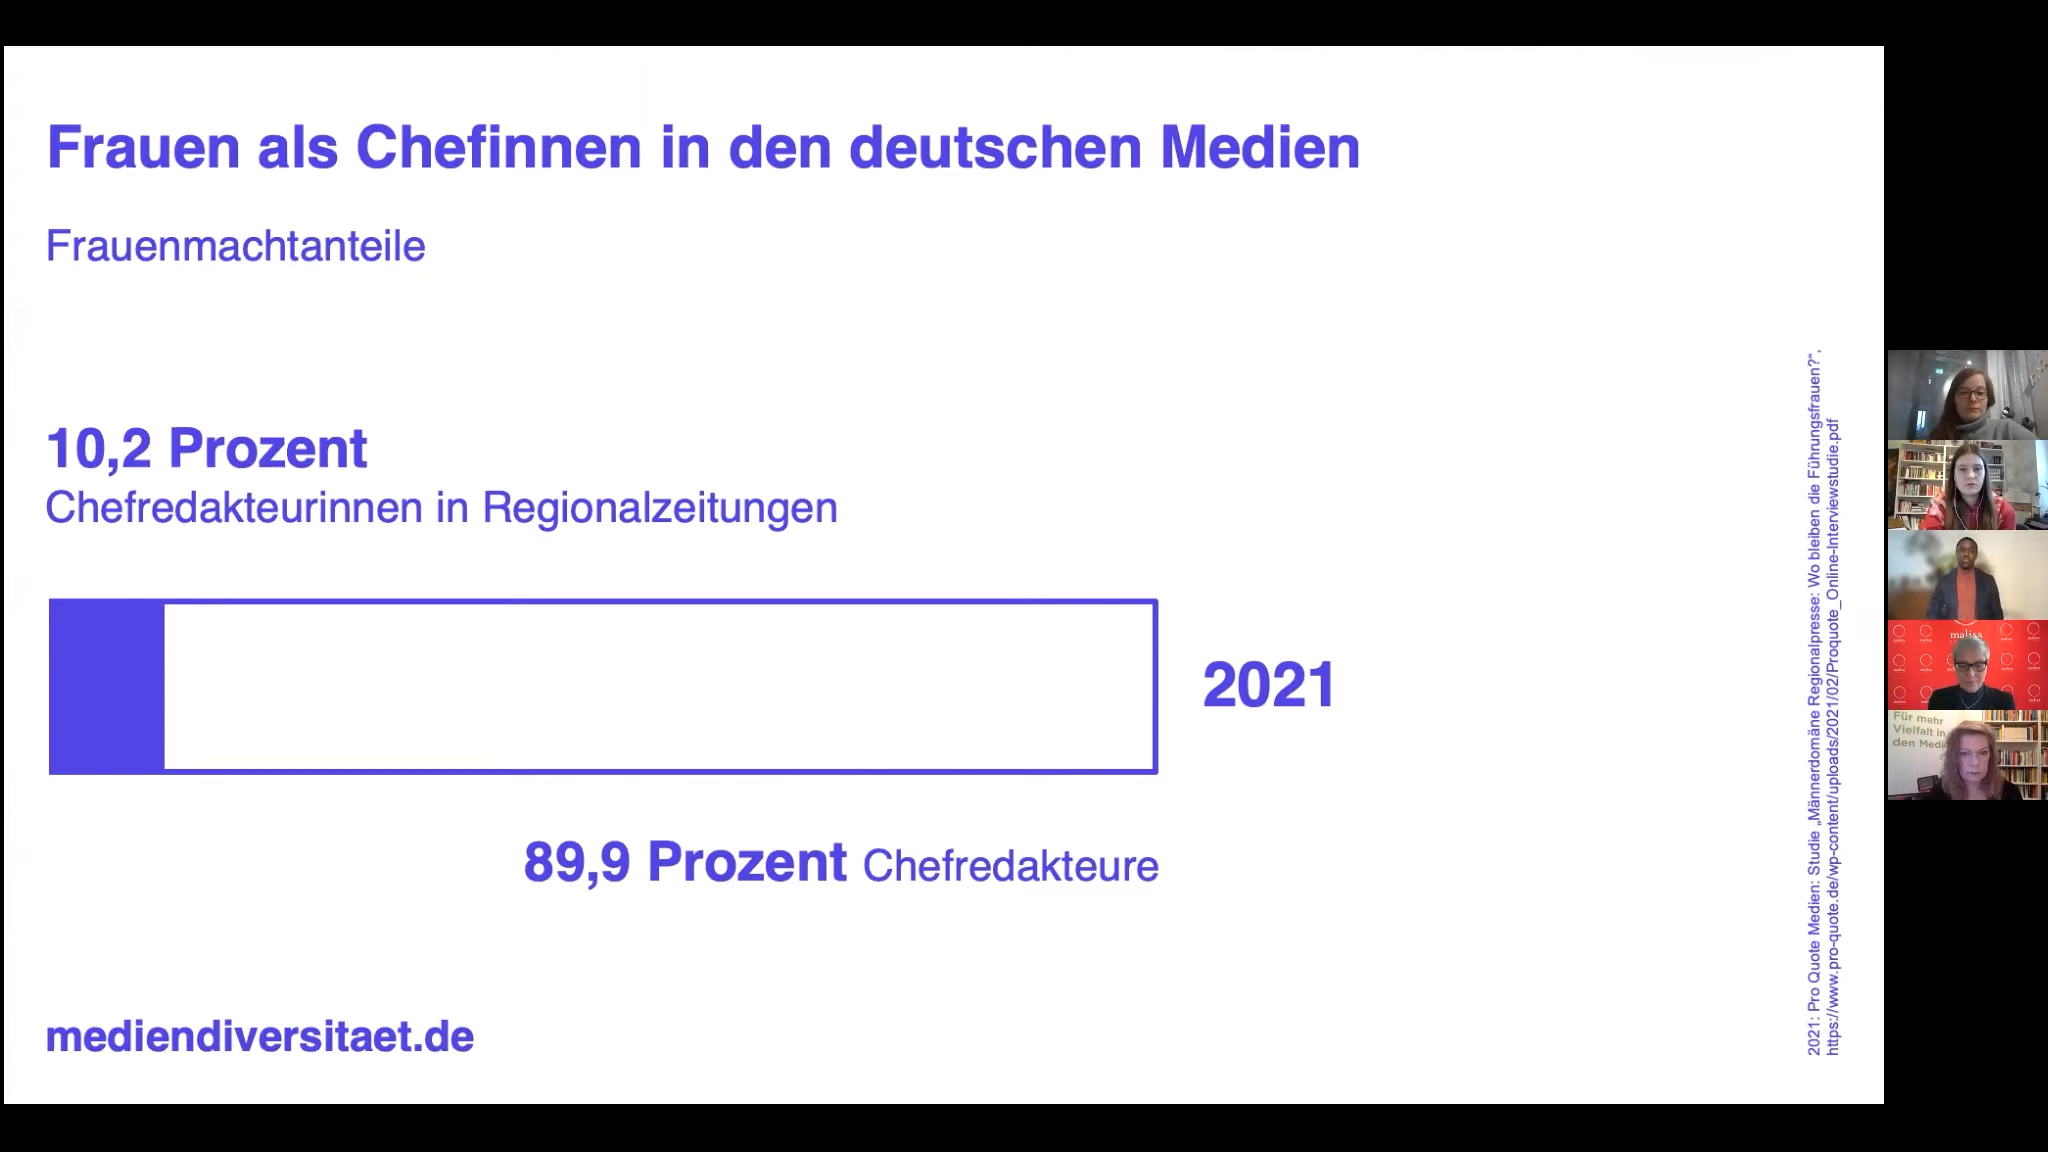 Frauen als Chefinnen in den deutschen Medien
Frauenmachtanteile
10,2 Prozent
Chefredakteurinnen in Regionalzeitungen
2021
89,9 Prozent Chefredakteure
mediendiversitaet.de
2021: Pro Quote Medien: Studie „Männerdomäne Regionalpresse: Wo bleiben die Führungsfrauen?“,
https://www.pro-quote.de/wp-content/uploads/2021/02/Proquote_Online-Interviewstudie.pdf
malisa
Für mehr
Vielfalt in
den Medi